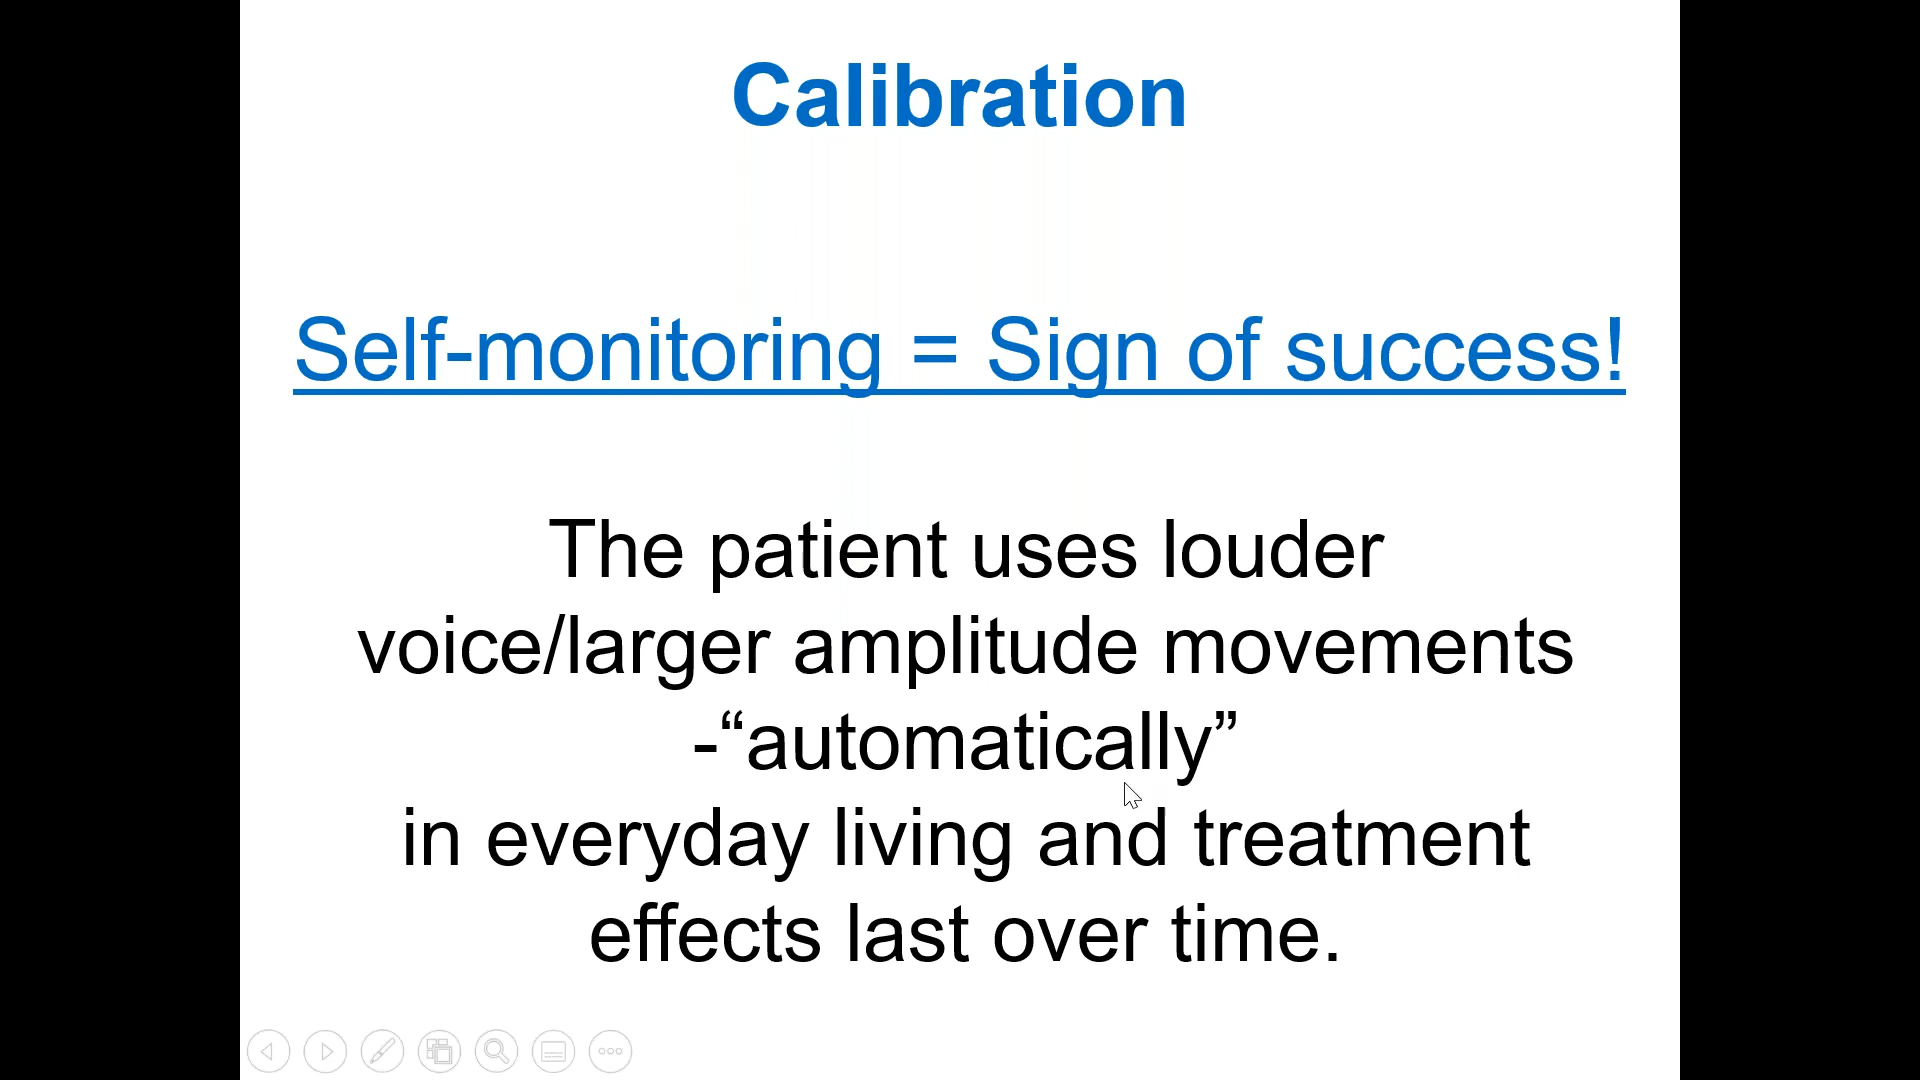 Calibration
Self-monitoring = Sign of success!
The patient uses louder
voice/larger amplitude movements
-“automatically”
in everyday living and treatment
effects last over time.